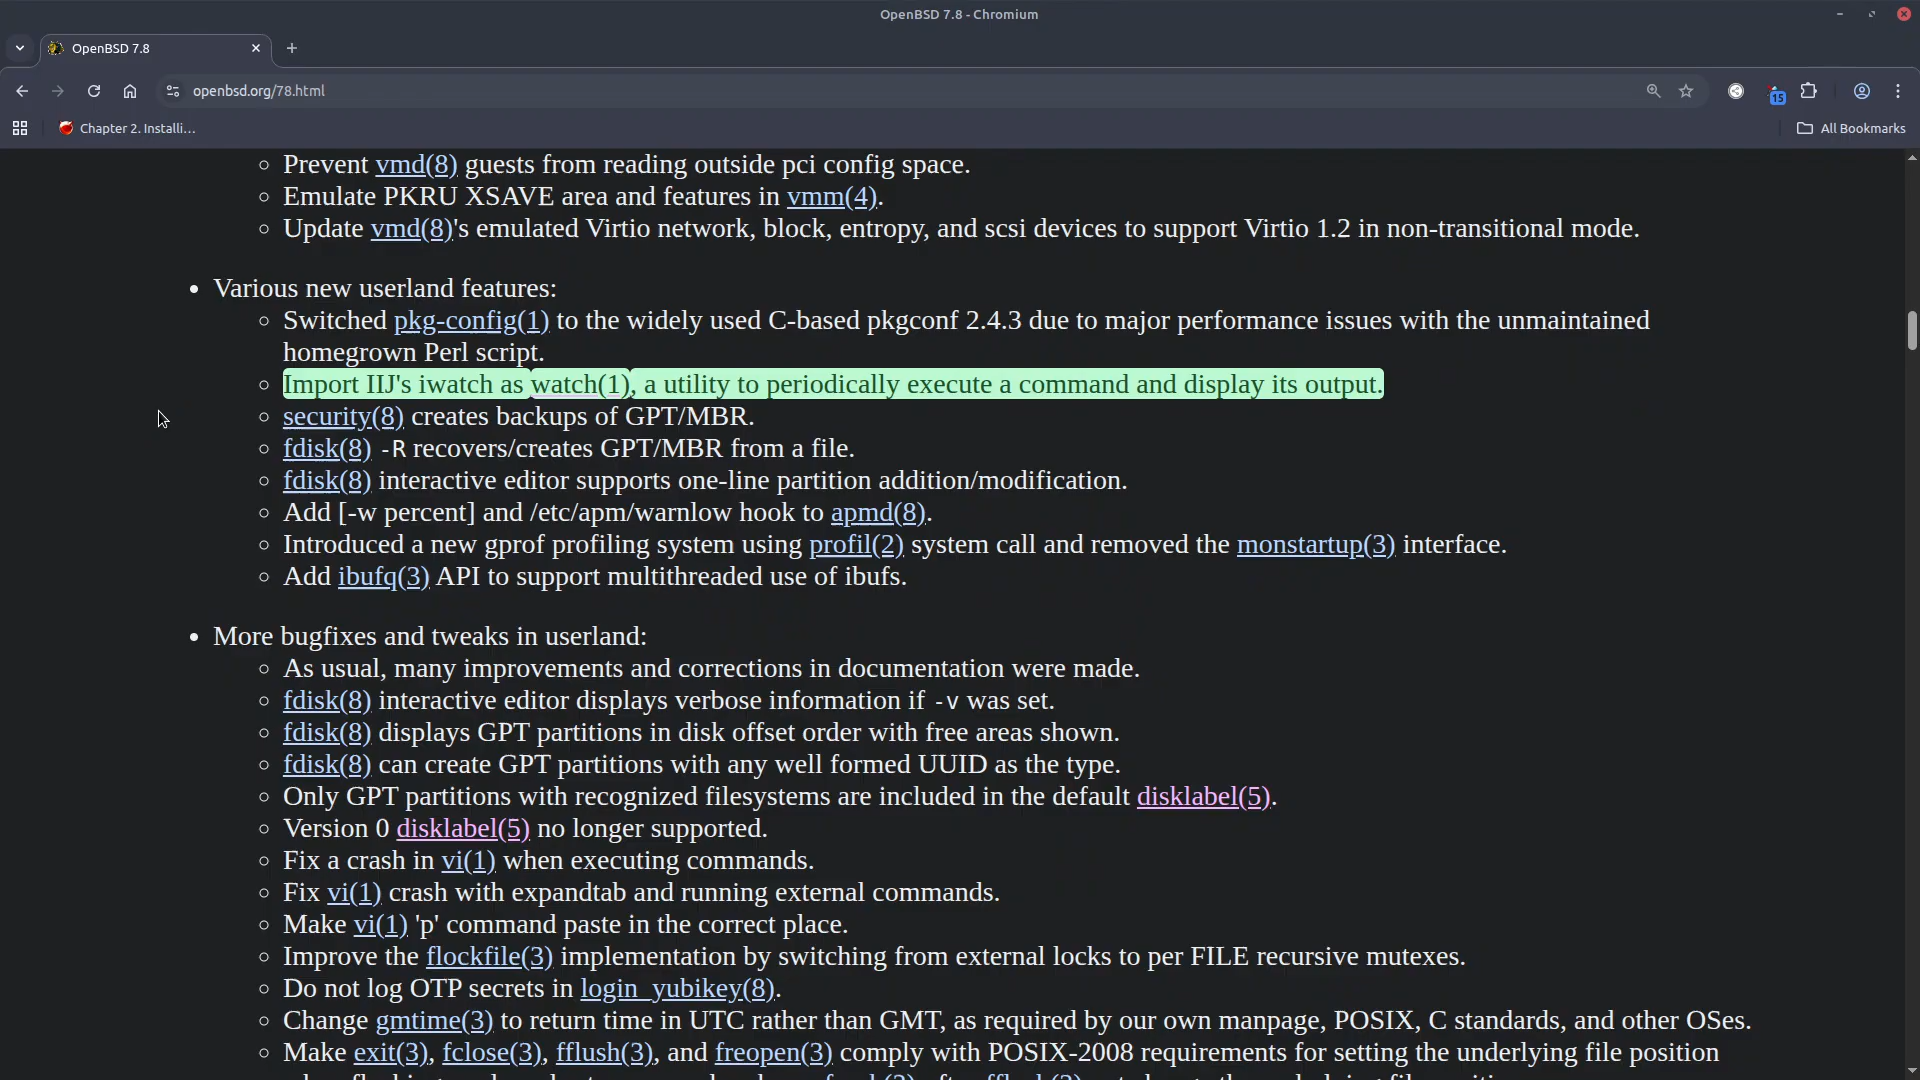 OpenBSD 7.8 - Chromium
OpenBSD 7.8
openbsd.org/78.html
15
Chapter 2. Installi…
All Bookmarks
Prevent vmd(8) guests from reading outside pci config space.
Emulate PKRU XSAVE area and features in vmm(4).
Update vmd(8)'s emulated Virtio network, block, entropy, and scsi devices to support Virtio 1.2 in non-transitional mode.
Various new userland features:
Switched pkg-config(1) to the widely used C-based pkgconf 2.4.3 due to major performance issues with the unmaintained
homegrown Perl script.
Import IIJ's iwatch as watch(1), a utility to periodically execute a command and display its output.
security(8) creates backups of GPT/MBR.
fdisk(8) -R recovers/creates GPT/MBR from a file.
fdisk(8) interactive editor supports one-line partition addition/modification.
Add [-w percent] and /etc/apm/warnlow hook to apmd(8).
Introduced a new gprof profiling system using profil(2) system call and removed the monstartup(3) interface.
Add ibufq(3) API to support multithreaded use of ibufs.
More bugfixes and tweaks in userland:
As usual, many improvements and corrections in documentation were made.
fdisk(8) interactive editor displays verbose information if -v was set.
fdisk(8) displays GPT partitions in disk offset order with free areas shown.
fdisk(8) can create GPT partitions with any well formed UUID as the type.
Only GPT partitions with recognized filesystems are included in the default disklabel(5).
Version 0 disklabel(5) no longer supported.
Fix a crash in vi(1) when executing commands.
Fix vi(1) crash with expandtab and running external commands.
Make vi(1) 'p' command paste in the correct place.
Improve the flockfile(3) implementation by switching from external locks to per FILE recursive mutexes.
Do not log OTP secrets in login_yubikey(8).
Change gmtime(3) to return time in UTC rather than GMT, as required by our own manpage, POSIX, C standards, and other OSes.
Make exit(3), fclose(3), fflush(3), and freopen(3) comply with POSIX-2008 requirements for setting the underlying file position